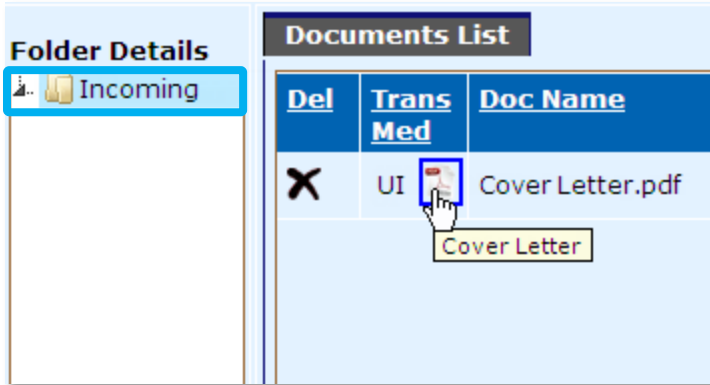 Folder Details
Incoming
Documents List
Del
Trans Med
Doc Name
UI
Cover Letter.pdf
Cover Letter